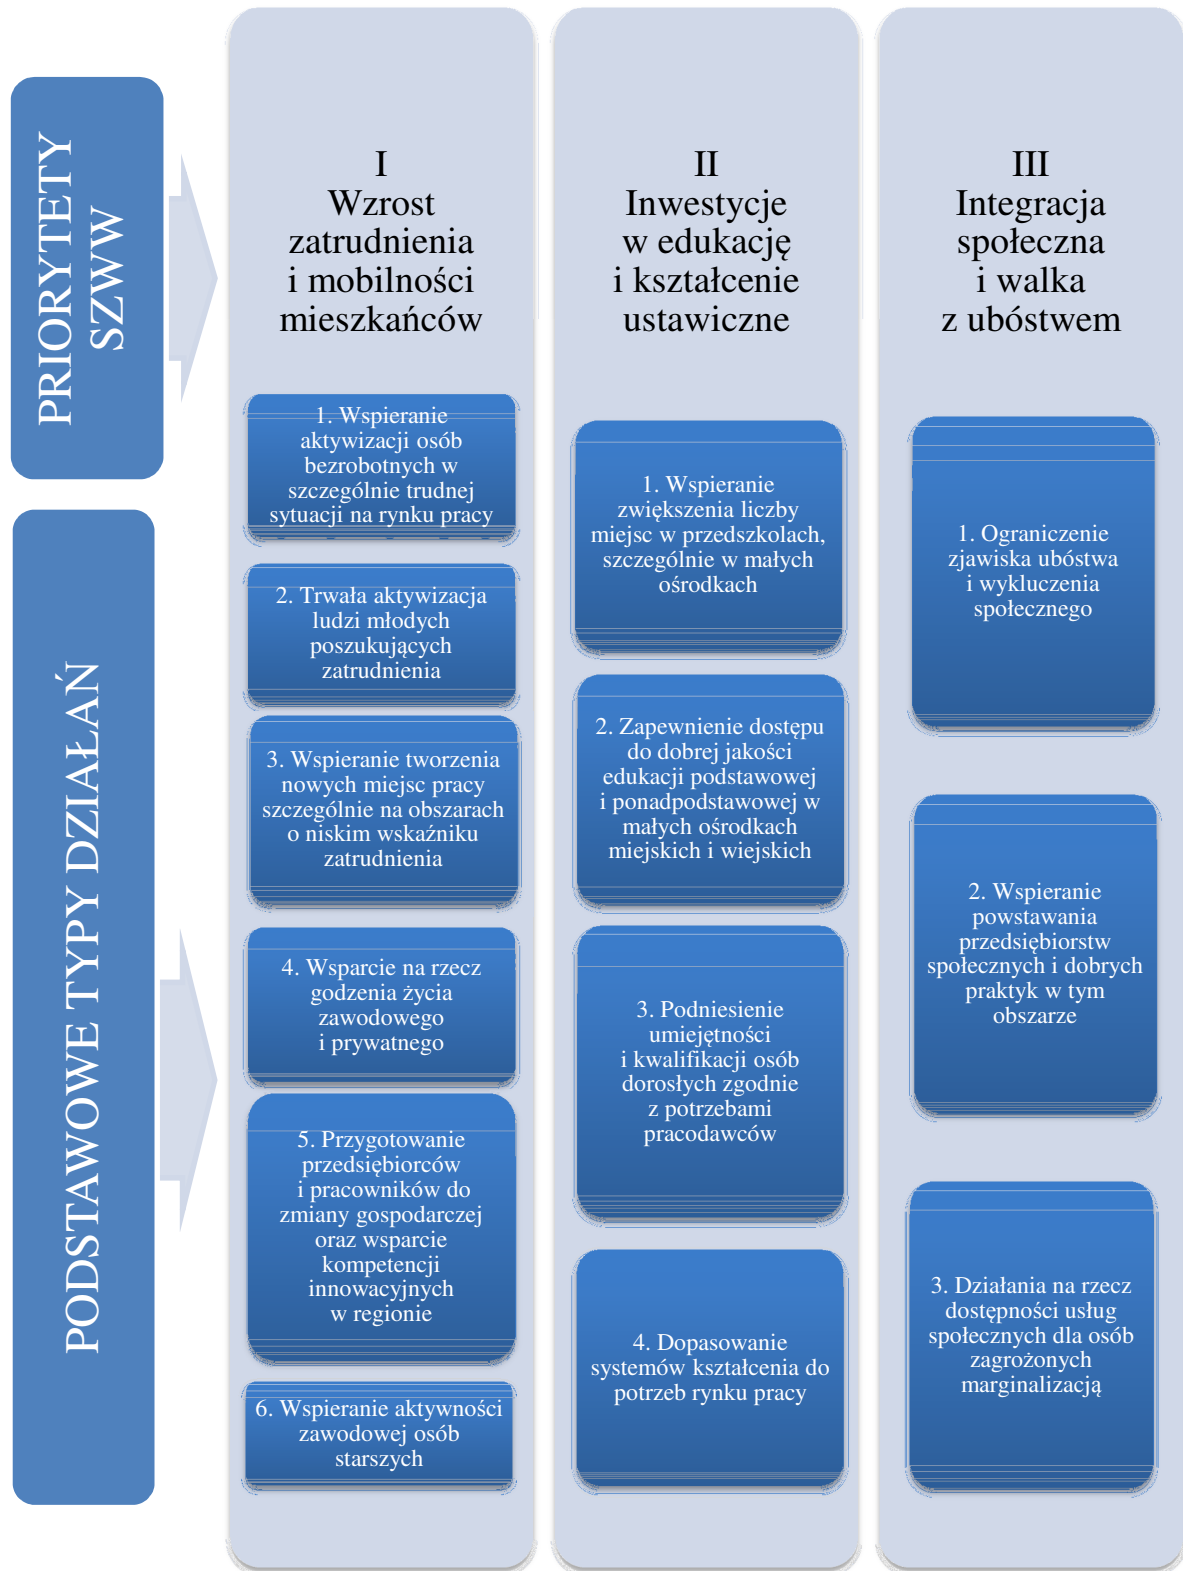 PRIORYTETY
SZWW
I
Wzrost
zatrudnienia
i mobilności
mieszkańców
1. Wspieranie
aktywizacji osób
bezrobotnych w
szczególnie trudnej
sytuacji na rynku pracy
2. Trwała aktywizacja
ludzi młodych
poszukujących
zatrudnienia
3. Wspieranie tworzenia
nowych miejsc pracy
szczególnie na obszarach
o niskim wskaźniku
zatrudnienia
4. Wsparcie na rzecz
godzenia życia
zawodowego
i prywatnego
5. Przygotowanie
przedsiębiorców
i pracowników do
zmiany gospodarczej
oraz wsparcie
kompetencji
innowacyjnych
w regionie
6. Wspieranie aktywności
zawodowej osób
starszych
II
Inwestycje
w edukację
i kształcenie
ustawiczne
1. Wspieranie
zwiększenia liczby
miejsc w przedszkolach,
szczególnie w małych
ośrodkach
2. Zapewnienie dostępu
do dobrej jakości
edukacji podstawowej
i ponadpodstawowej w
małych ośrodkach
miejskich i wiejskich
3. Podniesienie
umiejętności
i kwalifikacji osób
dorosłych zgodnie
z potrzebami
pracodawców
4. Dopasowanie
systemów kształcenia do
potrzeb rynku pracy
III
Integracja
społeczna
i walka
z ubóstwem
1. Ograniczenie
zjawiska ubóstwa
i wykluczenia
społecznego
2. Wspieranie
powstawania
przedsiębiorstw
społecznych i dobrych
praktyk w tym
obszarze
3. Działania na rzecz
dostępności usług
społecznych dla osób
zagrożonych
marginalizacją
PODSTAWOWE TYPY DZIAŁAŃ